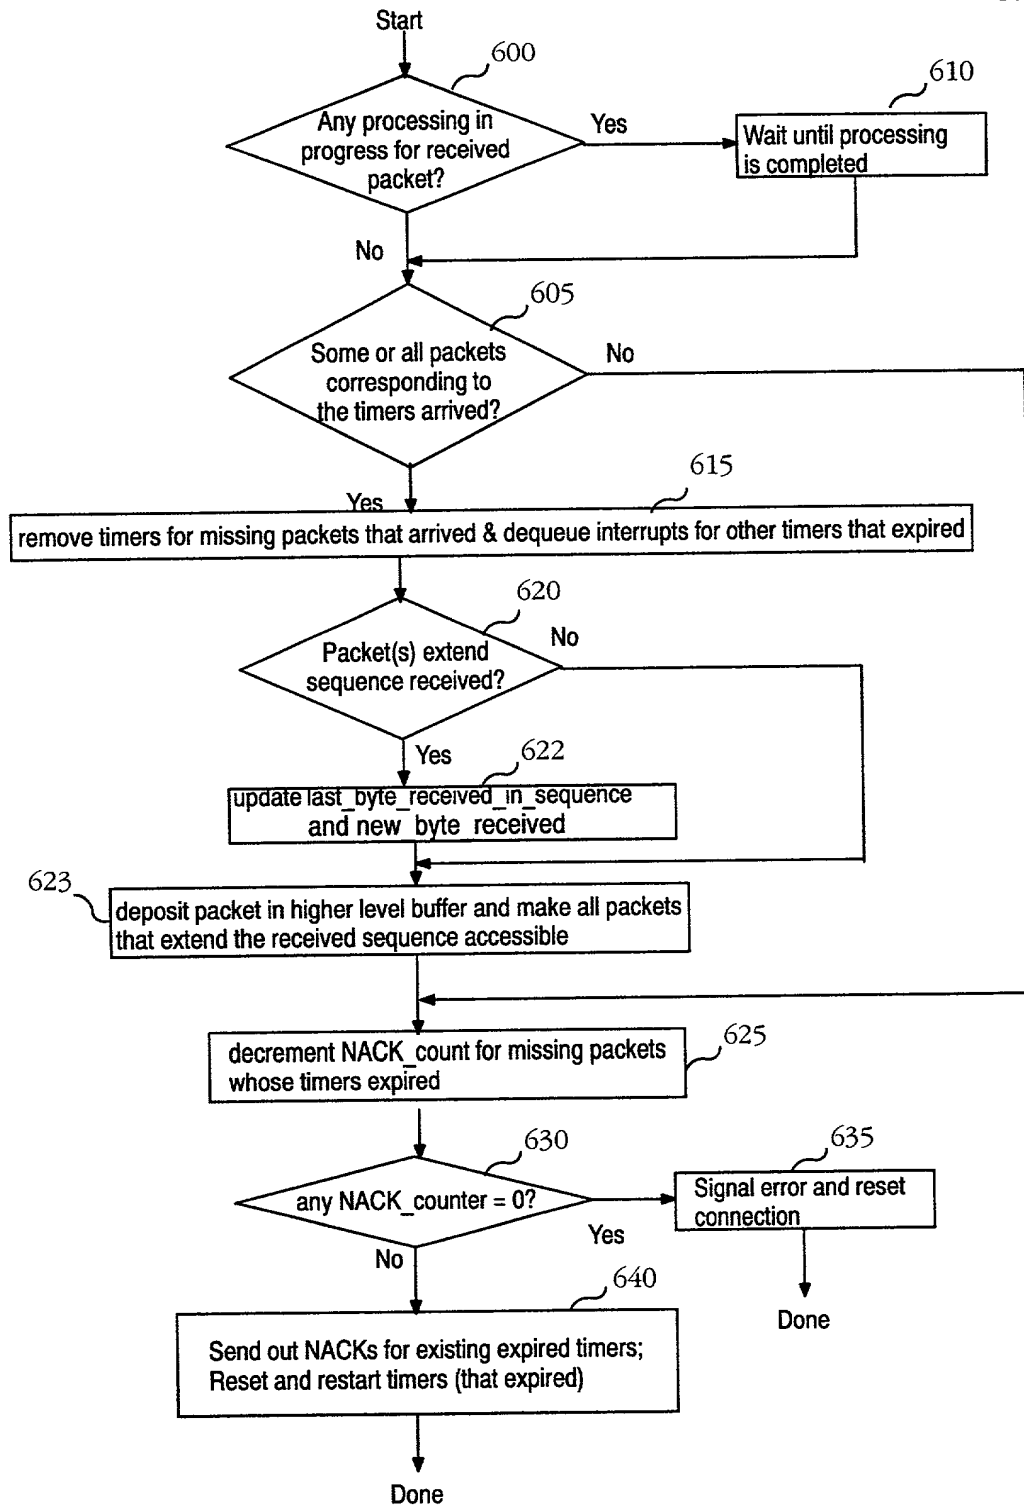 Start
600
Any processing in
progress for received
packet?
Yes
610
Wait until processing
is completed
No
605
Some or all packets
corresponding to
the timers arrived?
No
Yes
615
remove timers for missing packets that arrived & dequeue interrupts for other timers that expired
620
Packet(s) extend
sequence received?
No
Yes
622
update last_byte_received_in_sequence
and new_byte_received
623
deposit packet in higher level buffer and make all packets
that extend the received sequence accessible
625
decrement NACK_count for missing packets
whose timers expired
630
any NACK_counter = 0?
Yes
635
Signal error and reset
connection
Done
No
640
Send out NACKs for existing expired timers;
Reset and restart timers (that expired)
Done